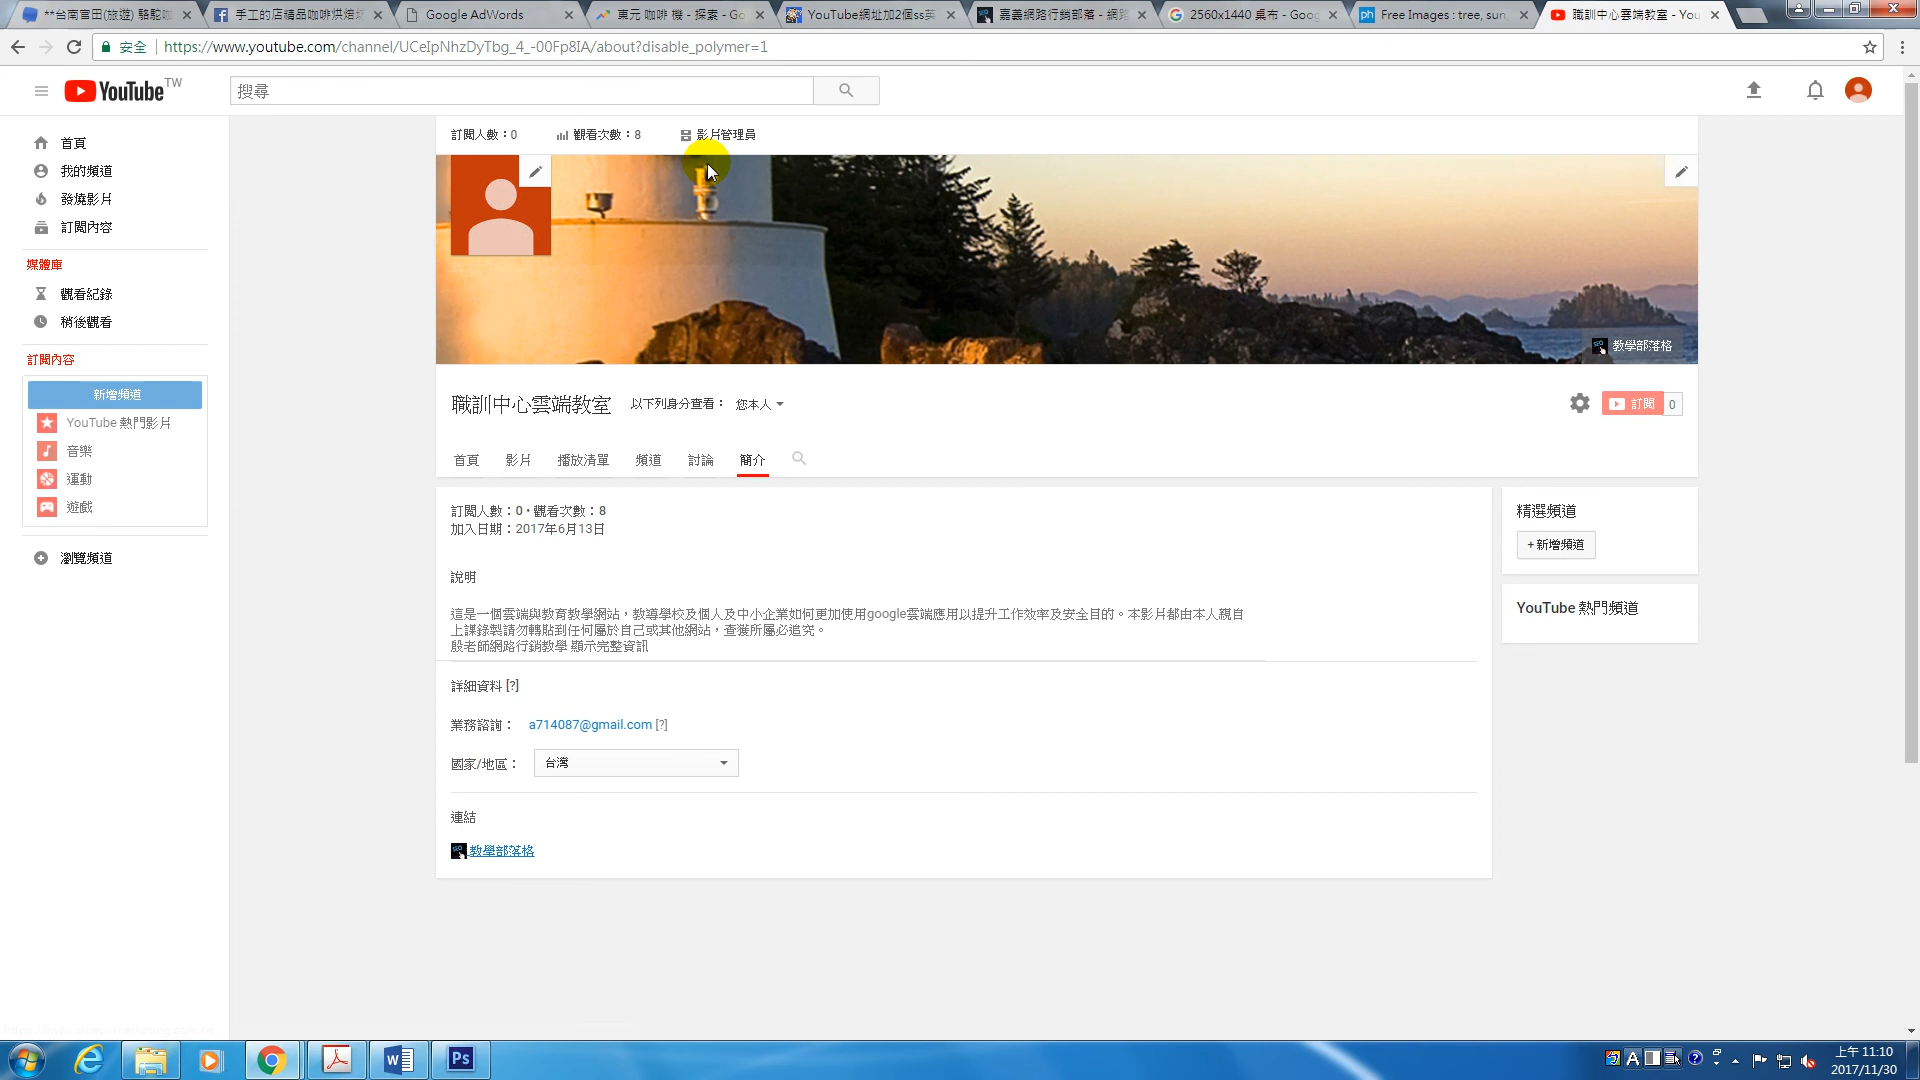 **台南官田(旅遊) 駱駝咖
手工的店精品咖啡烘焙坊
Google AdWords
東元 咖啡 機 - 探索 - Go
YouTube網址加2個ss英
嘉義網路行銷部落 - 網路
2560x1440 桌布 - Goog
Free Images : tree, sun,
職訓中心雲端教室 - You
安全
https://www.youtube.com/channel/UCeIpNhzDyTbg_4_-00Fp8IA/about?disable_polymer=1
YouTube TW
搜尋
首頁
我的頻道
發燒影片
訂閱內容
媒體庫
觀看紀錄
稍後觀看
訂閱內容
新增頻道
YouTube 熱門影片
音樂
運動
遊戲
瀏覽頻道
訂閱人數：0
觀看次數：8
影片管理員
教學部落格
職訓中心雲端教室
以下列身分查看：
您本人
訂閱
0
首頁
影片
播放清單
頻道
討論
簡介
訂閱人數：0 • 觀看次數：8
加入日期：2017年6月13日
說明
這是一個雲端與教育教學網站，教導學校及個人及中小企業如何更加使用google雲端應用以提升工作效率及安全目的。本影片都由本人親自
上課錄製請勿轉貼到任何屬於自己或其他網站，查獲所屬必追究。
殷老師網路行銷教學 顯示完整資訊
詳細資料 [?]
業務諮詢：
a714087@gmail.com [?]
國家/地區：
台灣
連結
教學部落格
精選頻道
+ 新增頻道
YouTube 熱門頻道
Ps
上午 11:10
2017/11/30